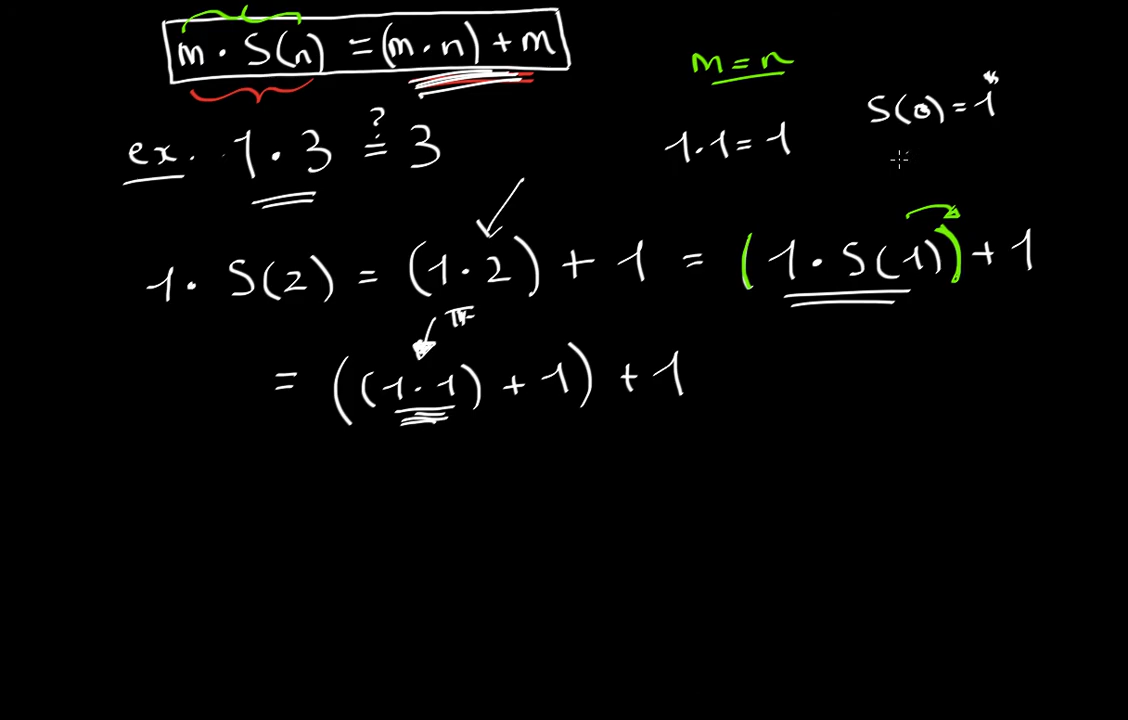 m · S(n) = (m · n) + m
m = n
S(0) = 1
ex. 1 · 3 ≟ 3
1 · 1 = 1
1 · S(2) = (1 · 2) + 1 = (1 · S(1)) + 1
= ((1 · 1) + 1) + 1